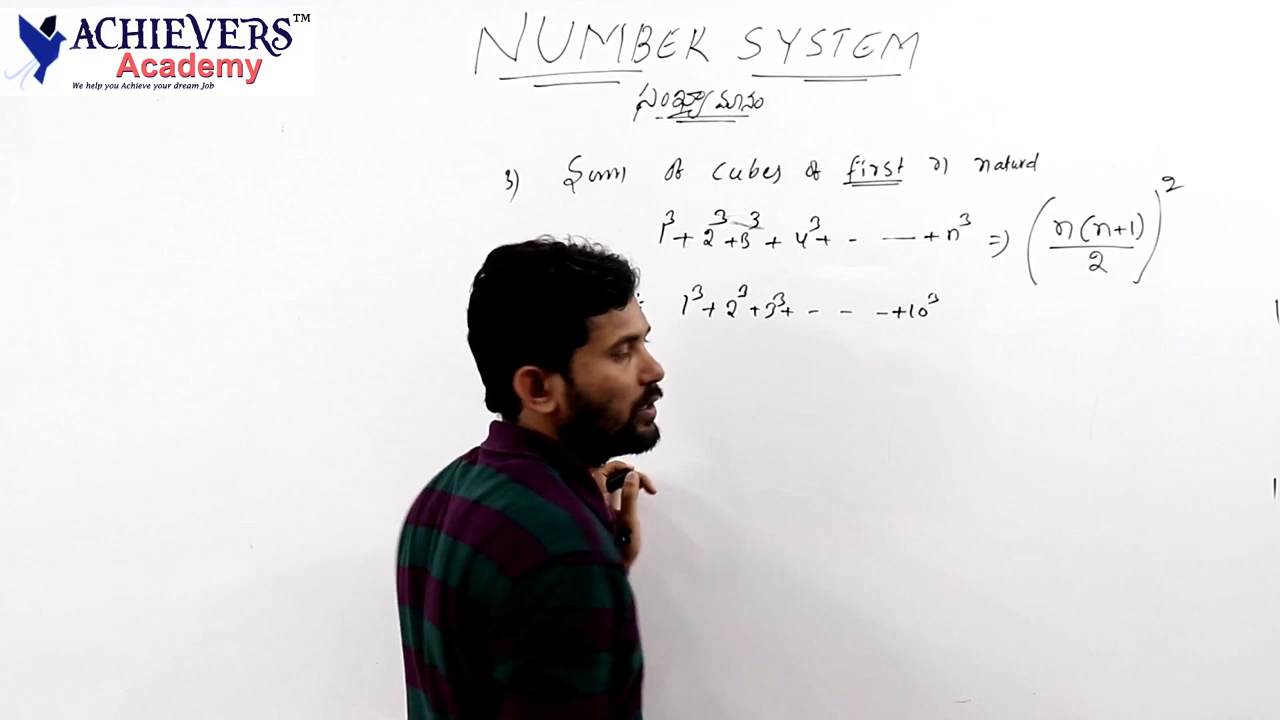 ACHIEVERS™
Academy
We help you Achieve your dream Job
NUMBER SYSTEM
సంఖ్యామానం
3) Sum of cubes of first n natural
1³ + 2³ + 3³ + 4³ + - — + n³ ⇒ (n(n+1)/2)²
1³ + 2³ + 3³ + - - - + 10³